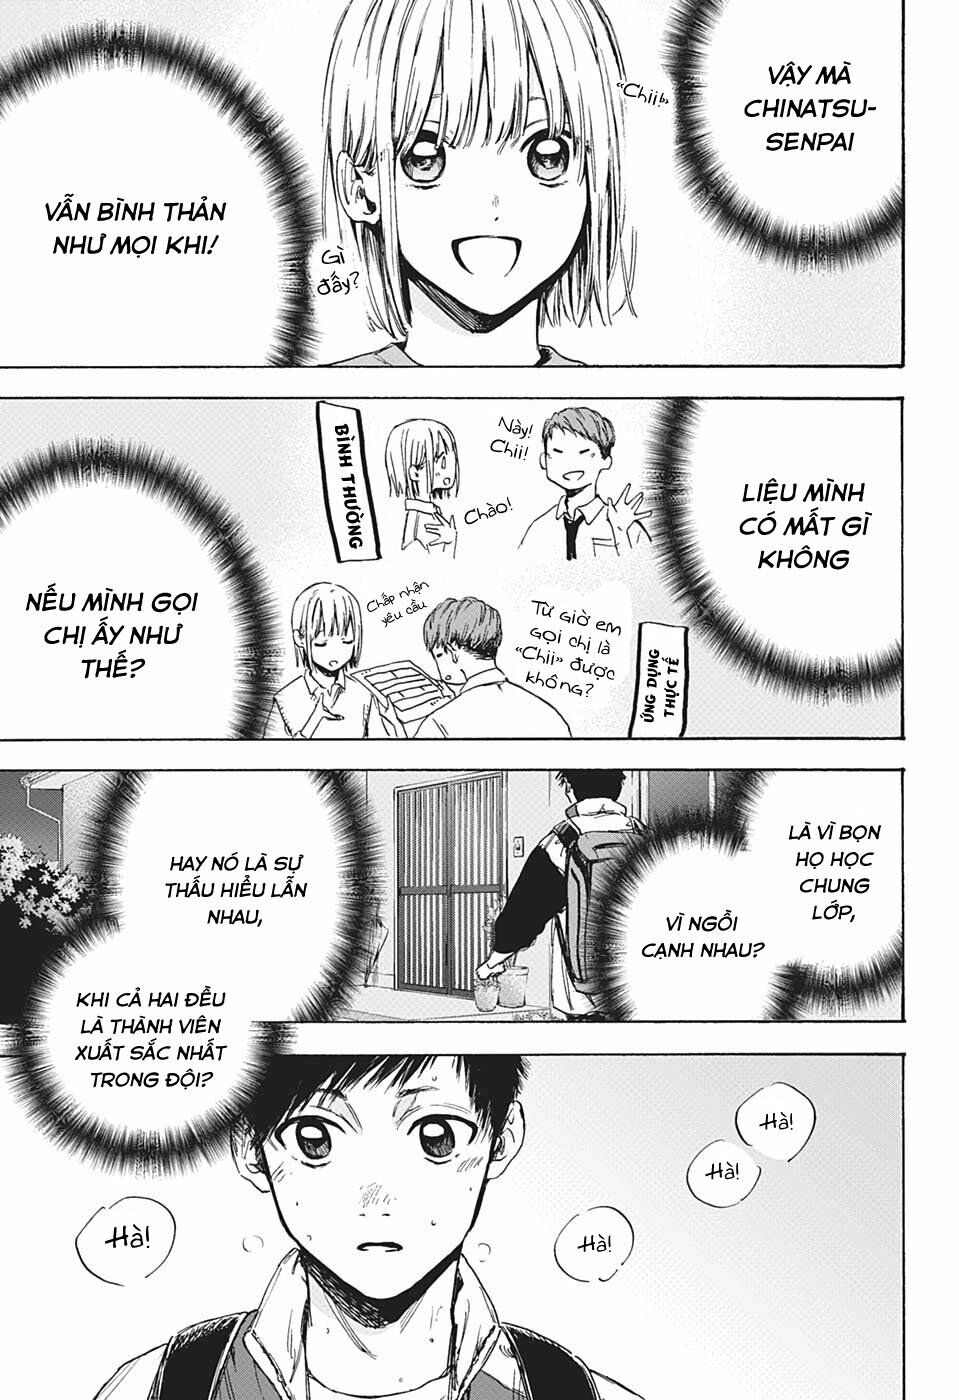 VẬY MÀ
CHINATSU-
SENPAI
"Chii!"
Gì
đấy?
VẪN BÌNH THẢN
NHƯ MỌI KHI!
LIỆU MÌNH
CÓ MẤT GÌ
KHÔNG
Này!
Chii!
Chào!
BÌNH THƯỜNG
ỨNG DỤNG
THỰC TẾ
Từ giờ em
gọi chị là
«Chii» được
không?
Chấp nhận
yêu cầu
NẾU MÌNH GỌI
CHỊ ẤY NHƯ
THẾ?
LÀ VÌ BỌN
HỌ HỌC
CHUNG
LỚP,
VÌ NGỒI
CẠNH NHAU?
HAY NÓ LÀ SỰ
THẤU HIỂU LẪN
NHAU,
KHI CẢ HAI ĐỀU
LÀ THÀNH VIÊN
XUẤT SẮC NHẤT
TRONG ĐỘI?
Hà!
Hà!
Hà!
Hà!